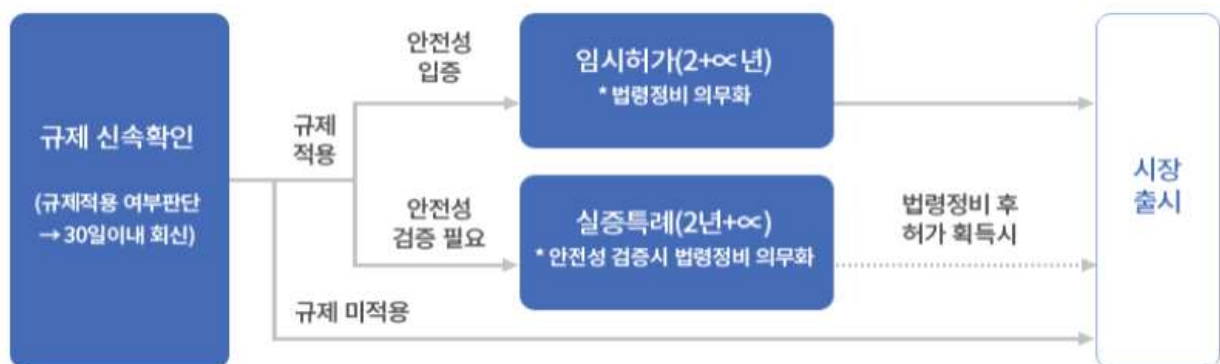 규제 신속확인
(규제적용 여부판단
→ 30일이내 회신)
규제
적용
안전성
입증
임시허가(2+∝년)
* 법령정비 의무화
안전성
검증 필요
실증특례(2년+∝)
* 안전성 검증시 법령정비 의무화
법령정비 후
허가 획득시
규제 미적용
시장
출시